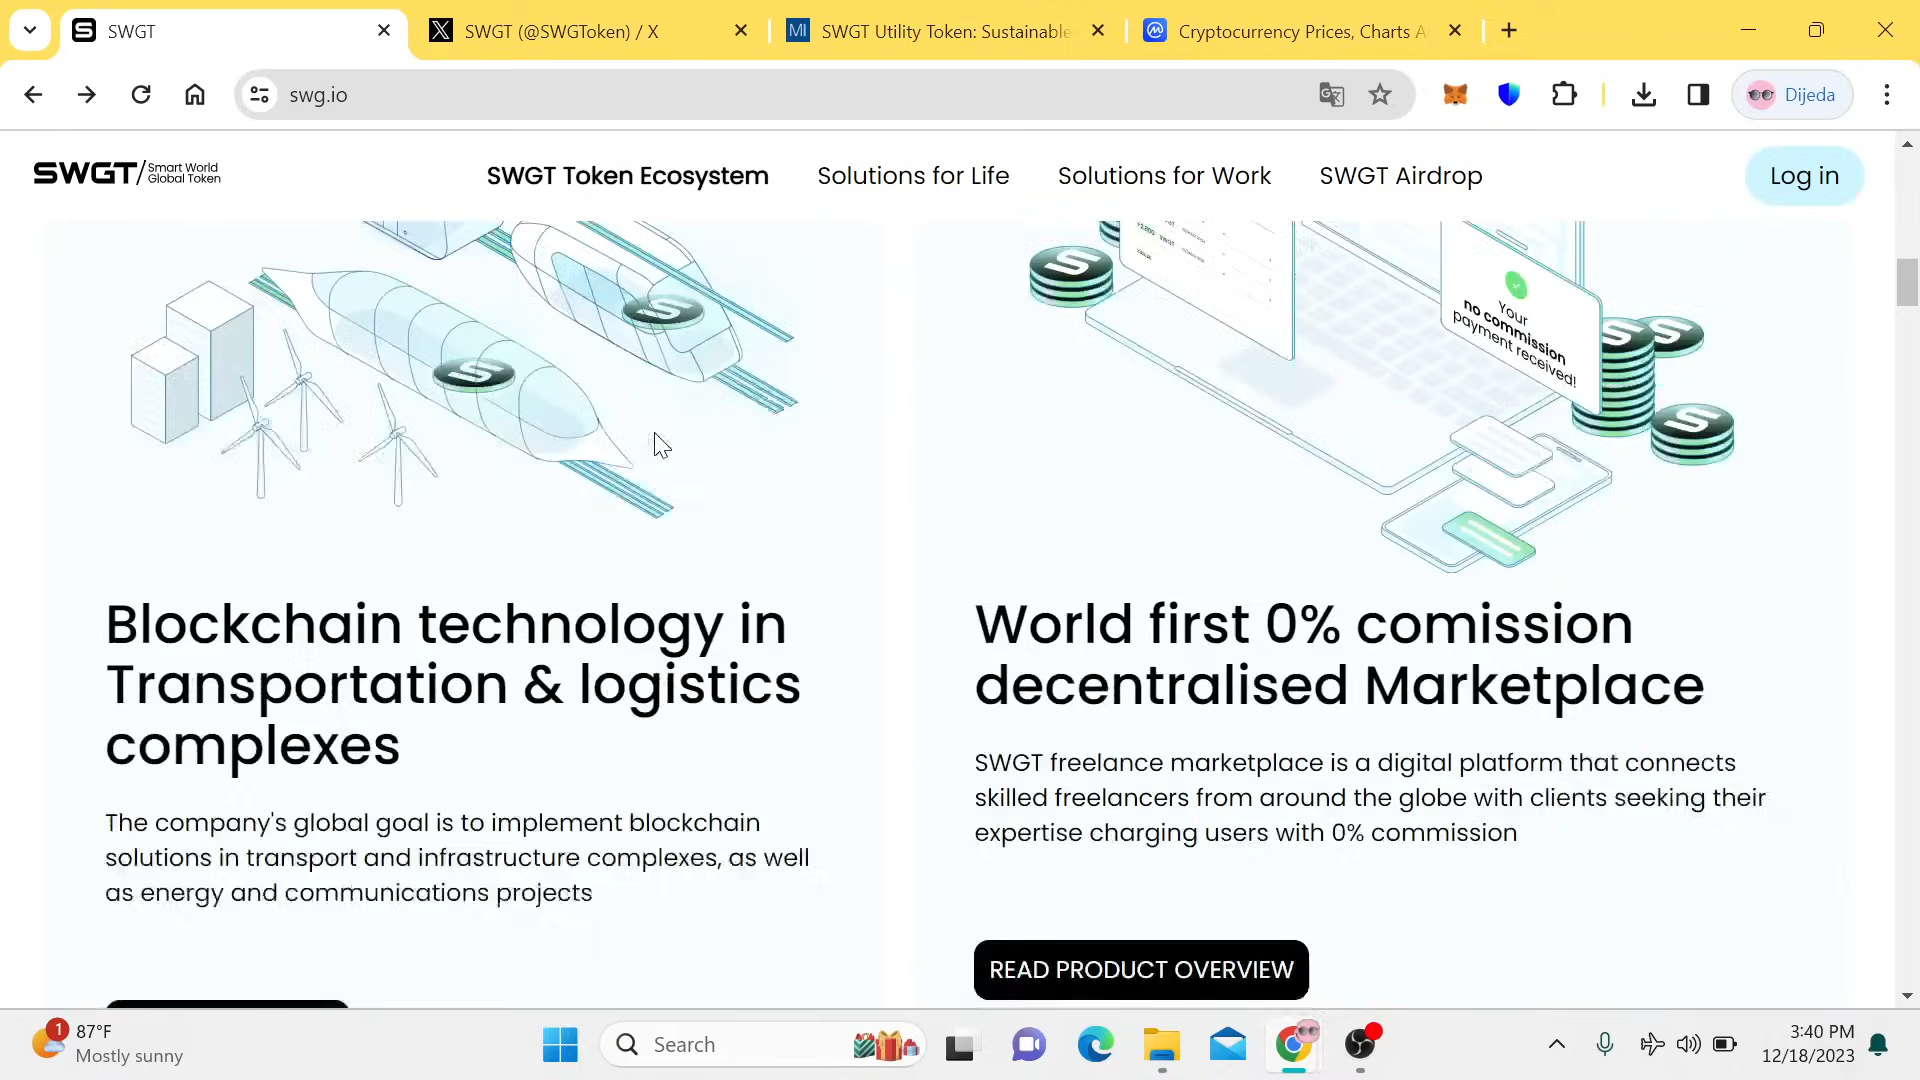 SWGT
SWGT (@SWGToken) / X
SWGT Utility Token: Sustainable
Cryptocurrency Prices, Charts A
swg.io
Dijeda
SWGT/Smart World
Global Token
SWGT Token Ecosystem
Solutions for Life
Solutions for Work
SWGT Airdrop
Log in
Your
no commission
payment received!
Blockchain technology in
Transportation & logistics
complexes
The company's global goal is to implement blockchain
solutions in transport and infrastructure complexes, as well
as energy and communications projects
World first 0% comission
decentralised Marketplace
SWGT freelance marketplace is a digital platform that connects
skilled freelancers from around the globe with clients seeking their
expertise charging users with 0% commission
READ PRODUCT OVERVIEW
1
87°F
Mostly sunny
Search
3:40 PM
12/18/2023